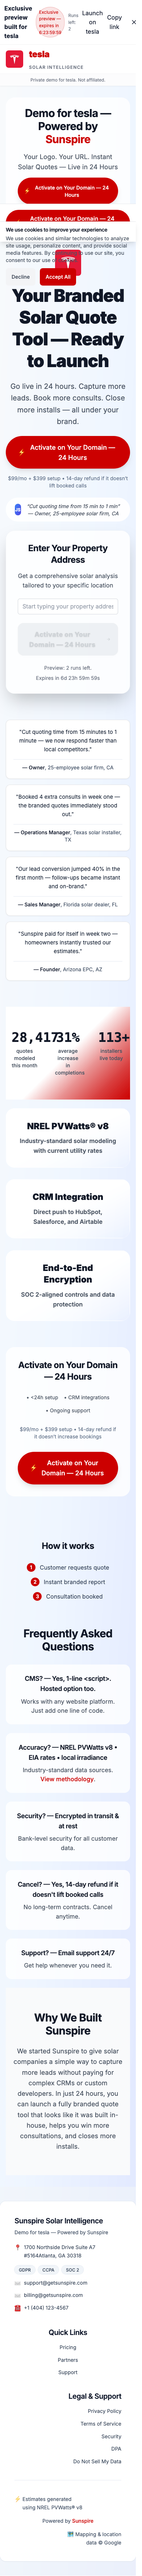 Exclusive
preview
built for
tesla
Exclusive
preview —
expires in
6:23:59:59
Runs
left:
2
Launch
on
tesla
Copy
link
×
tesla
SOLAR INTELLIGENCE
Private demo for tesla. Not affiliated.
Demo for tesla —
Powered by
Sunspire
Your Logo. Your URL. Instant
Solar Quotes — Live in 24 Hours
⚡ Activate on Your Domain — 24
Hours
⚡ Activate on Your Domain — 24
We use cookies to improve your experience
We use cookies and similar technologies to analyze
usage, personalize content, and provide social
media features. By continuing to use our site, you
consent to our use of
Decline
Accept All
Your Branded
Solar Quote
Tool — Ready
to Launch
Go live in 24 hours. Capture more
leads. Book more consults. Close
more installs — all under your
brand.
⚡ Activate on Your Domain —
24 Hours
$99/mo + $399 setup • 14-day refund if it doesn't
lift booked calls
"Cut quoting time from 15 min to 1 min"
— Owner, 25-employee solar firm, CA
Enter Your Property
Address
Get a comprehensive solar analysis
tailored to your specific location
Start typing your property address
Activate on Your
Domain — 24 Hours
Preview: 2 runs left.
Expires in 6d 23h 59m 59s
"Cut quoting time from 15 minutes to 1
minute — we now respond faster than
local competitors."
— Owner, 25-employee solar firm, CA
"Booked 4 extra consults in week one —
the branded quotes immediately stood
out."
— Operations Manager, Texas solar installer,
TX
"Our lead conversion jumped 40% in the
first month — follow-ups became instant
and on-brand."
— Sales Manager, Florida solar dealer, FL
"Sunspire paid for itself in week two —
homeowners instantly trusted our
estimates."
— Founder, Arizona EPC, AZ
28,417
quotes
modeled
this month
31%
average
increase
in
completions
113+
installers
live today
NREL PVWatts® v8
Industry-standard solar modeling
with current utility rates
CRM Integration
Direct push to HubSpot,
Salesforce, and Airtable
End-to-End
Encryption
SOC 2-aligned controls and data
protection
Activate on Your Domain
— 24 Hours
• <24h setup • CRM integrations
• Ongoing support
$99/mo + $399 setup • 14-day refund if
it doesn't increase bookings
⚡ Activate on Your
Domain — 24 Hours
How it works
1 Customer requests quote
2 Instant branded report
3 Consultation booked
Frequently Asked
Questions
CMS? — Yes, 1-line <script>.
Hosted option too.
Works with any website platform.
Just add one line of code.
Accuracy? — NREL PVWatts v8 •
EIA rates • local irradiance
Industry-standard data sources.
View methodology.
Security? — Encrypted in transit &
at rest
Bank-level security for all customer
data.
Cancel? — Yes, 14-day refund if it
doesn't lift booked calls
No long-term contracts. Cancel
anytime.
Support? — Email support 24/7
Get help whenever you need it.
Why We Built
Sunspire
We started Sunspire to give solar
companies a simple way to capture
more leads without paying for
complex CRMs or custom
developers. In just 24 hours, you
can launch a fully branded quote
tool that looks like it was built in-
house, helps you win more
consultations, and closes more
installs.
Sunspire Solar Intelligence
Demo for tesla — Powered by Sunspire
1700 Northside Drive Suite A7
#5164Atlanta, GA 30318
GDPR CCPA SOC 2
support@getsunspire.com
billing@getsunspire.com
+1 (404) 123-4567
Quick Links
Pricing
Partners
Support
Legal & Support
Privacy Policy
Terms of Service
Security
DPA
Do Not Sell My Data
⚡ Estimates generated
using NREL PVWatts® v8
Powered by Sunspire
Mapping & location
data © Google